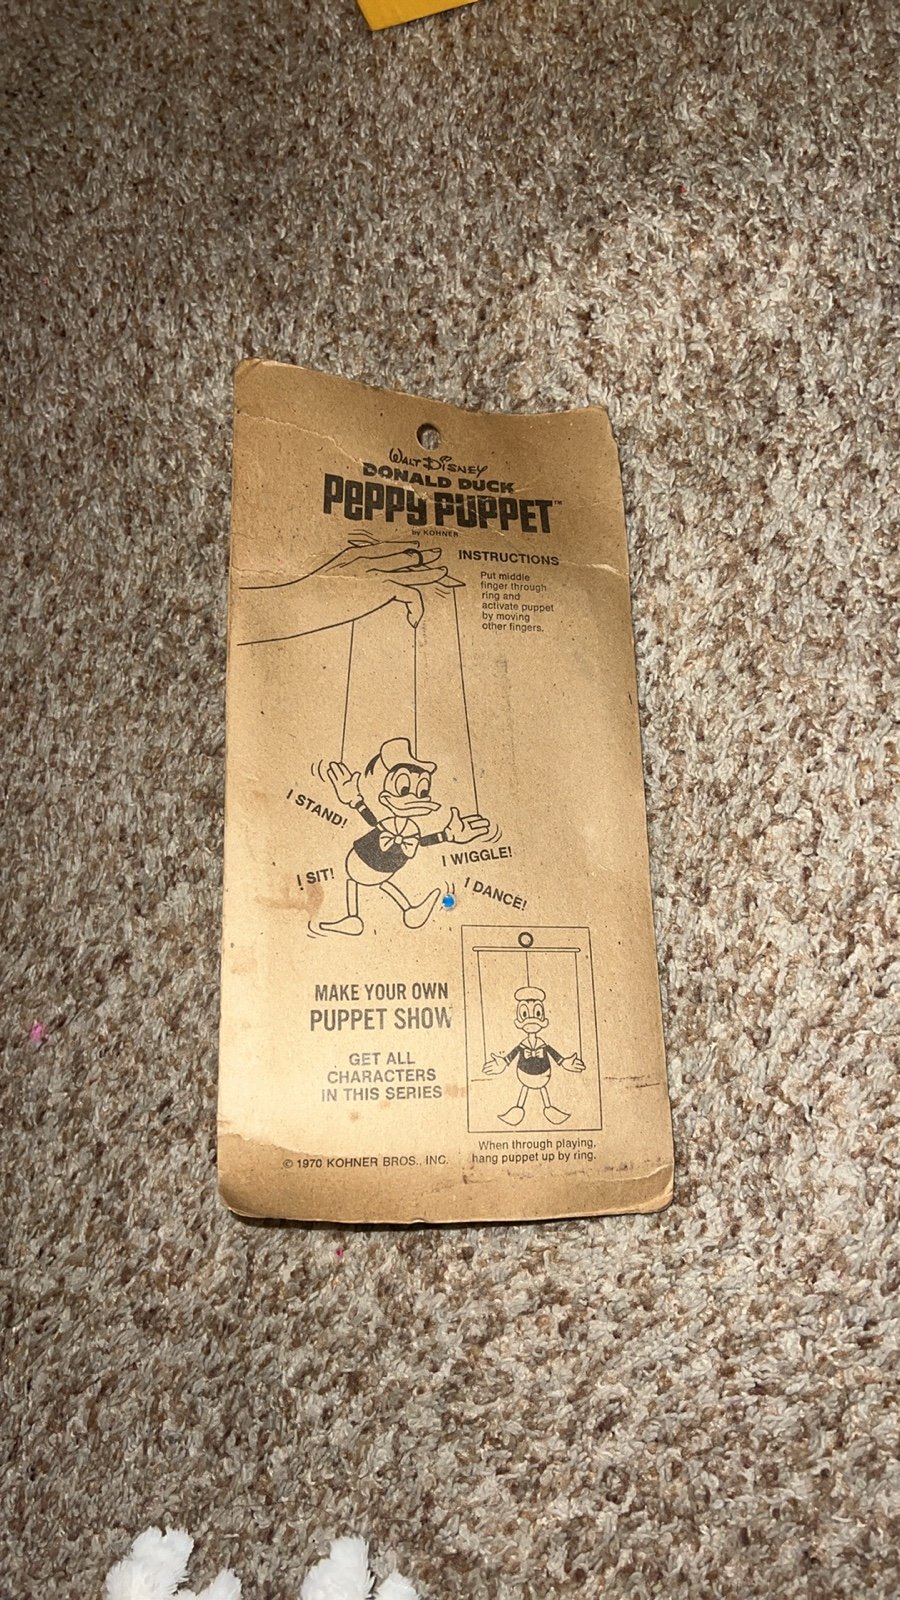 WALT DISNEY
DONALD DUCK
PEPPY PUPPET™
by KOHNER
INSTRUCTIONS
Put middle
finger through
ring and
activate puppet
by moving
other fingers.
I STAND!
I WIGGLE!
I SIT!
I DANCE!
MAKE YOUR OWN
PUPPET SHOW
GET ALL
CHARACTERS
IN THIS SERIES
When through playing,
hang puppet up by ring.
© 1970 KOHNER BROS., INC.